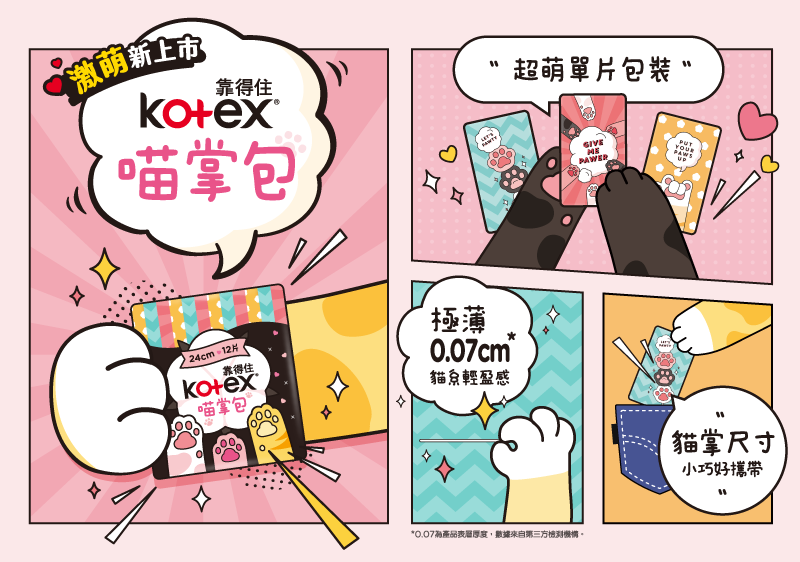 激萌新上市
靠得住
Kotex®
喵掌包
24cm 12片
靠得住
Kotex®
喵掌包
" 超萌單片包裝 "
LET'S
PAWTY
GIVE
ME
PAWER
PUT
YOUR
PAWS
UP
極薄
0.07cm*
貓奈輕盈感
LET'S
PAWTY
"
貓掌尺寸
小巧好攜帶
"
*0.07為產品表層厚度，數據來自第三方檢測機構。